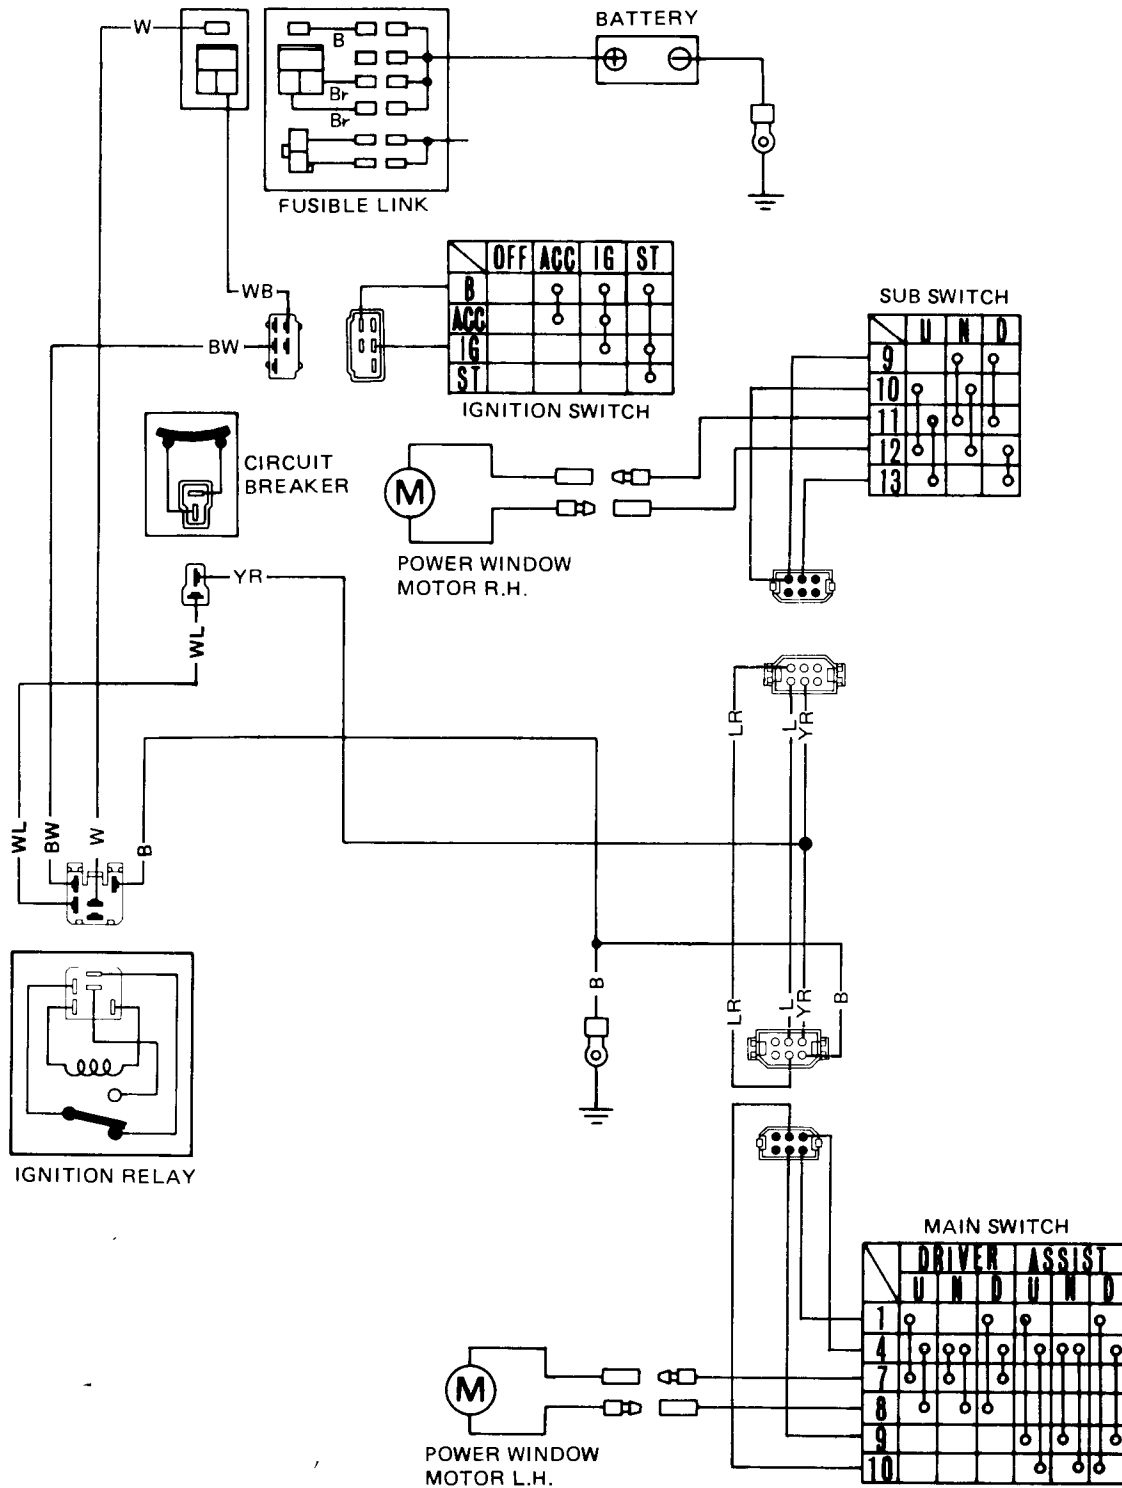 W
B
Br
Br
BATTERY
FUSIBLE LINK
WB
BW
OFF ACC IG ST
B
ACC
IG
ST
IGNITION SWITCH
SUB SWITCH
U N D
9
10
11
12
13
CIRCUIT
BREAKER
M
POWER WINDOW
MOTOR R.H.
YR
WL
LR
L
YR
WL
BW
W
B
LR
L
YR
B
B
IGNITION RELAY
MAIN SWITCH
DRIVER ASSIST
U N D U N D
1
4
7
8
9
10
M
POWER WINDOW
MOTOR L.H.